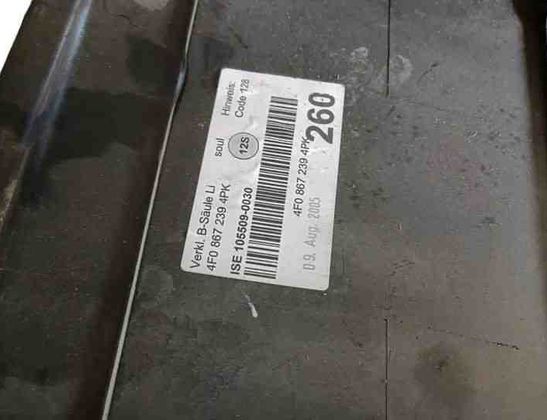 Verkl. B-Säule Li
4F0 867 239 4PK
ISE 105509-0030
soul
12S
Hinweis:
Code 128
4F0 867 239 4PK
260
09. Aug. 2005